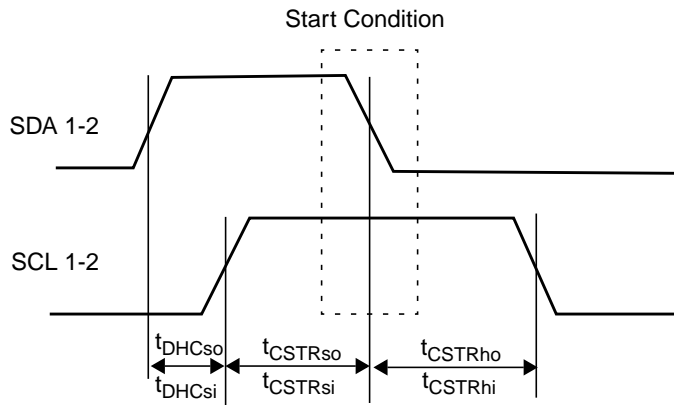 Start Condition
SDA 1-2
SCL 1-2
tDHCso tCSTRso tCSTRho
tDHCsi tCSTRsi tCSTRhi